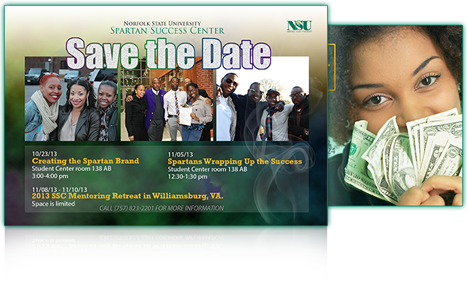 NORFOLK STATE UNIVERSITY
SPARTAN SUCCESS CENTER
NSU
Save the Date
10/23/13
Creating the Spartan Brand
Student Center room 138 AB
3:00-4:00 pm
11/05/13
Spartans Wrapping Up the Success
Student Center room 138 AB
12:30-1:30 pm
11/08/13 - 11/10/13
2013 SSC Mentoring Retreat in Williamsburg, VA.
Space is limited
CALL (757) 823-2201 FOR MORE INFORMATION